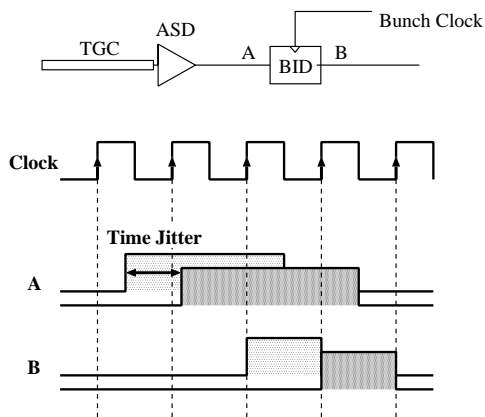 ASD
Bunch Clock
TGC
A
B
BID
Clock
Time Jitter
A
B